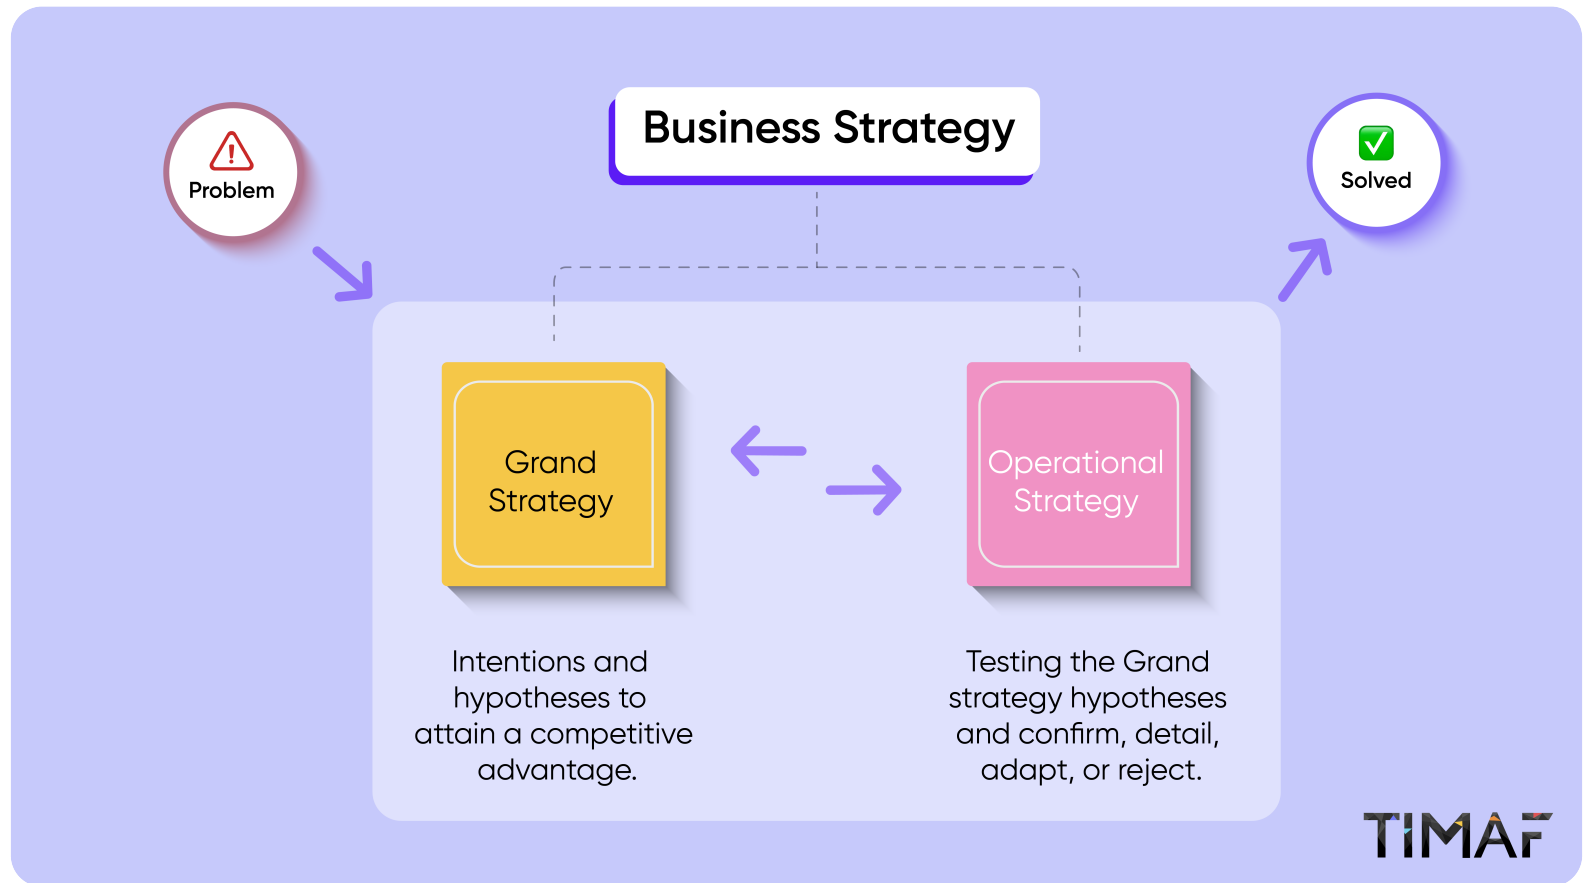 Business Strategy
Problem
Solved
Grand
Strategy
Operational
Strategy
Intentions and
hypotheses to
attain a competitive
advantage.
Testing the Grand
strategy hypotheses
and confirm, detail,
adapt, or reject.
TIMAF